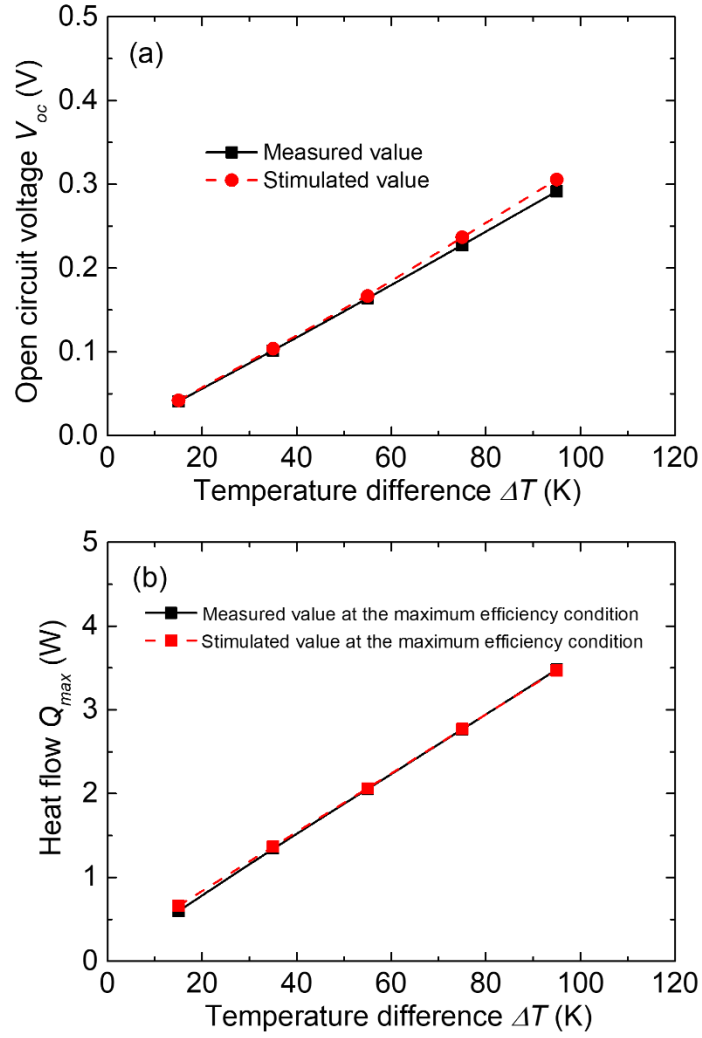 (a)
Measured value
Stimulated value
Open circuit voltage V_oc (V)
0.5
0.4
0.3
0.2
0.1
0.0
0 20 40 60 80 100 120
Temperature difference ΔT (K)
(b)
Measured value at the maximum efficiency condition
Stimulated value at the maximum efficiency condition
Heat flow Q_max (W)
5
4
3
2
1
0
0 20 40 60 80 100 120
Temperature difference ΔT (K)